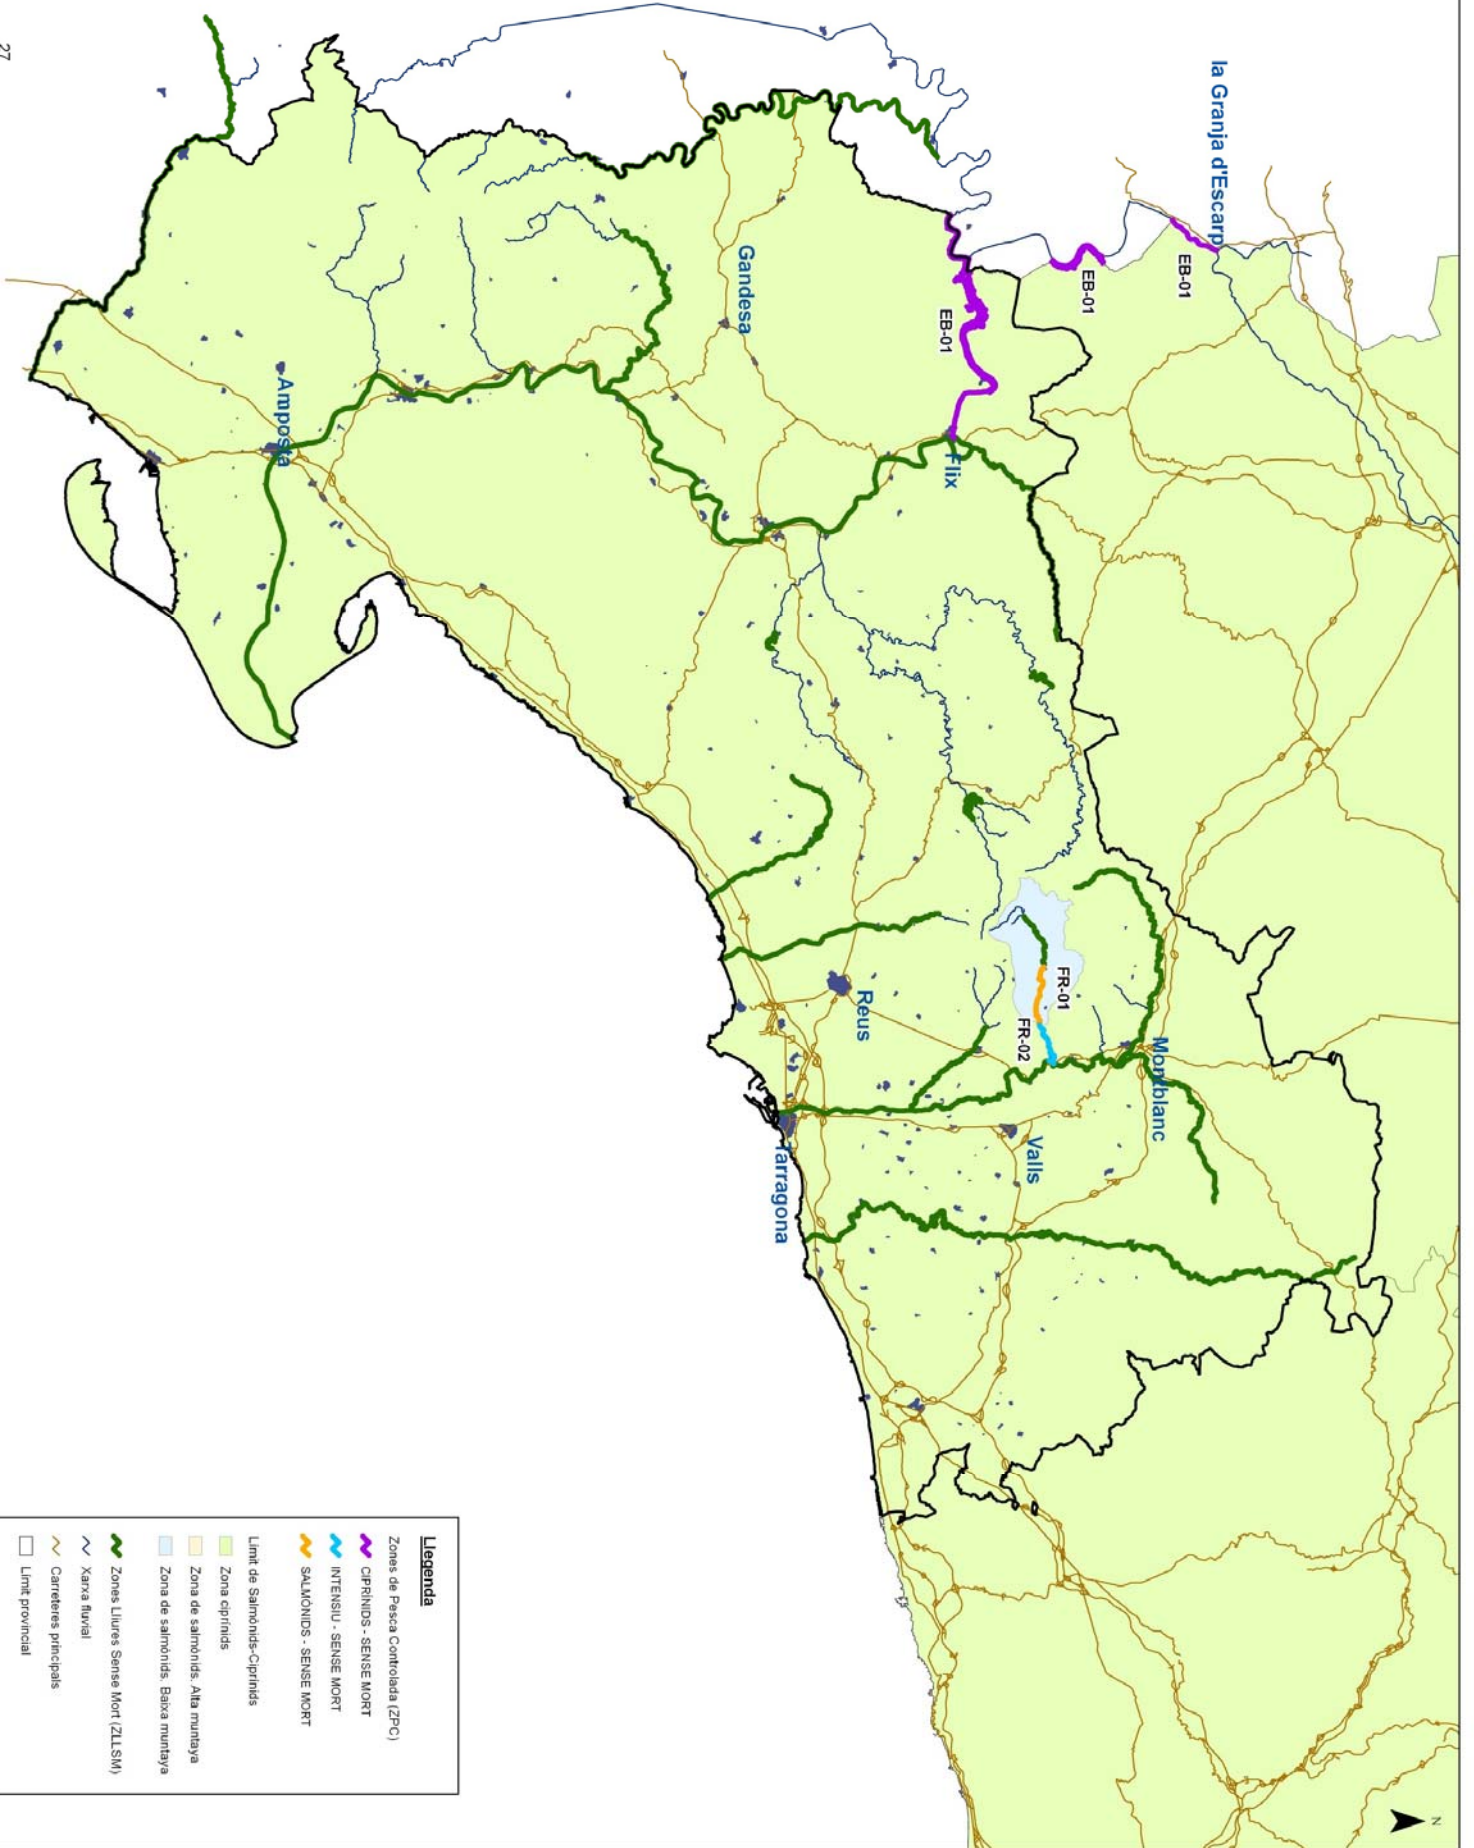 la Granja d'Escarp
EB-01
EB-01
EB-01
Gandesa
Flix
Amposta
FR-01
FR-02
Montblanc
Reus
Valls
Tarragona
N
Llegenda
Zones de Pesca Controlada (ZPC)
CIPRÍNIDS - SENSE MORT
INTENSIU - SENSE MORT
SALMÒNIDS - SENSE MORT
Límit de Salmònids-Ciprínids
Zona ciprínids
Zona de salmònids. Alta muntaya
Zona de salmònids. Baixa muntaya
Zones Lliures Sense Mort (ZLLSM)
Xarxa fluvial
Carreteres principals
Límit provincial
27